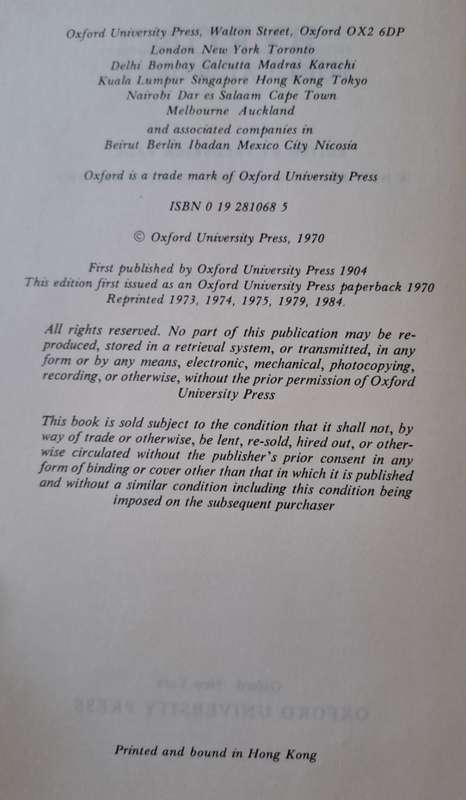 Oxford University Press, Walton Street, Oxford OX2 6DP
London New York Toronto
Delhi Bombay Calcutta Madras Karachi
Kuala Lumpur Singapore Hong Kong Tokyo
Nairobi Dar es Salaam Cape Town
Melbourne Auckland
and associated companies in
Beirut Berlin Ibadan Mexico City Nicosia
Oxford is a trade mark of Oxford University Press
ISBN 0 19 281068 5
© Oxford University Press, 1970
First published by Oxford University Press 1904
This edition first issued as an Oxford University Press paperback 1970
Reprinted 1973, 1974, 1975, 1979, 1984.
All rights reserved. No part of this publication may be re-
produced, stored in a retrieval system, or transmitted, in any
form or by any means, electronic, mechanical, photocopying,
recording, or otherwise, without the prior permission of Oxford
University Press
This book is sold subject to the condition that it shall not, by
way of trade or otherwise, be lent, re-sold, hired out, or other-
wise circulated without the publisher's prior consent in any
form of binding or cover other than that in which it is published
and without a similar condition including this condition being
imposed on the subsequent purchaser
Oxford New York
OXFORD UNIVERSITY PRESS
Printed and bound in Hong Kong